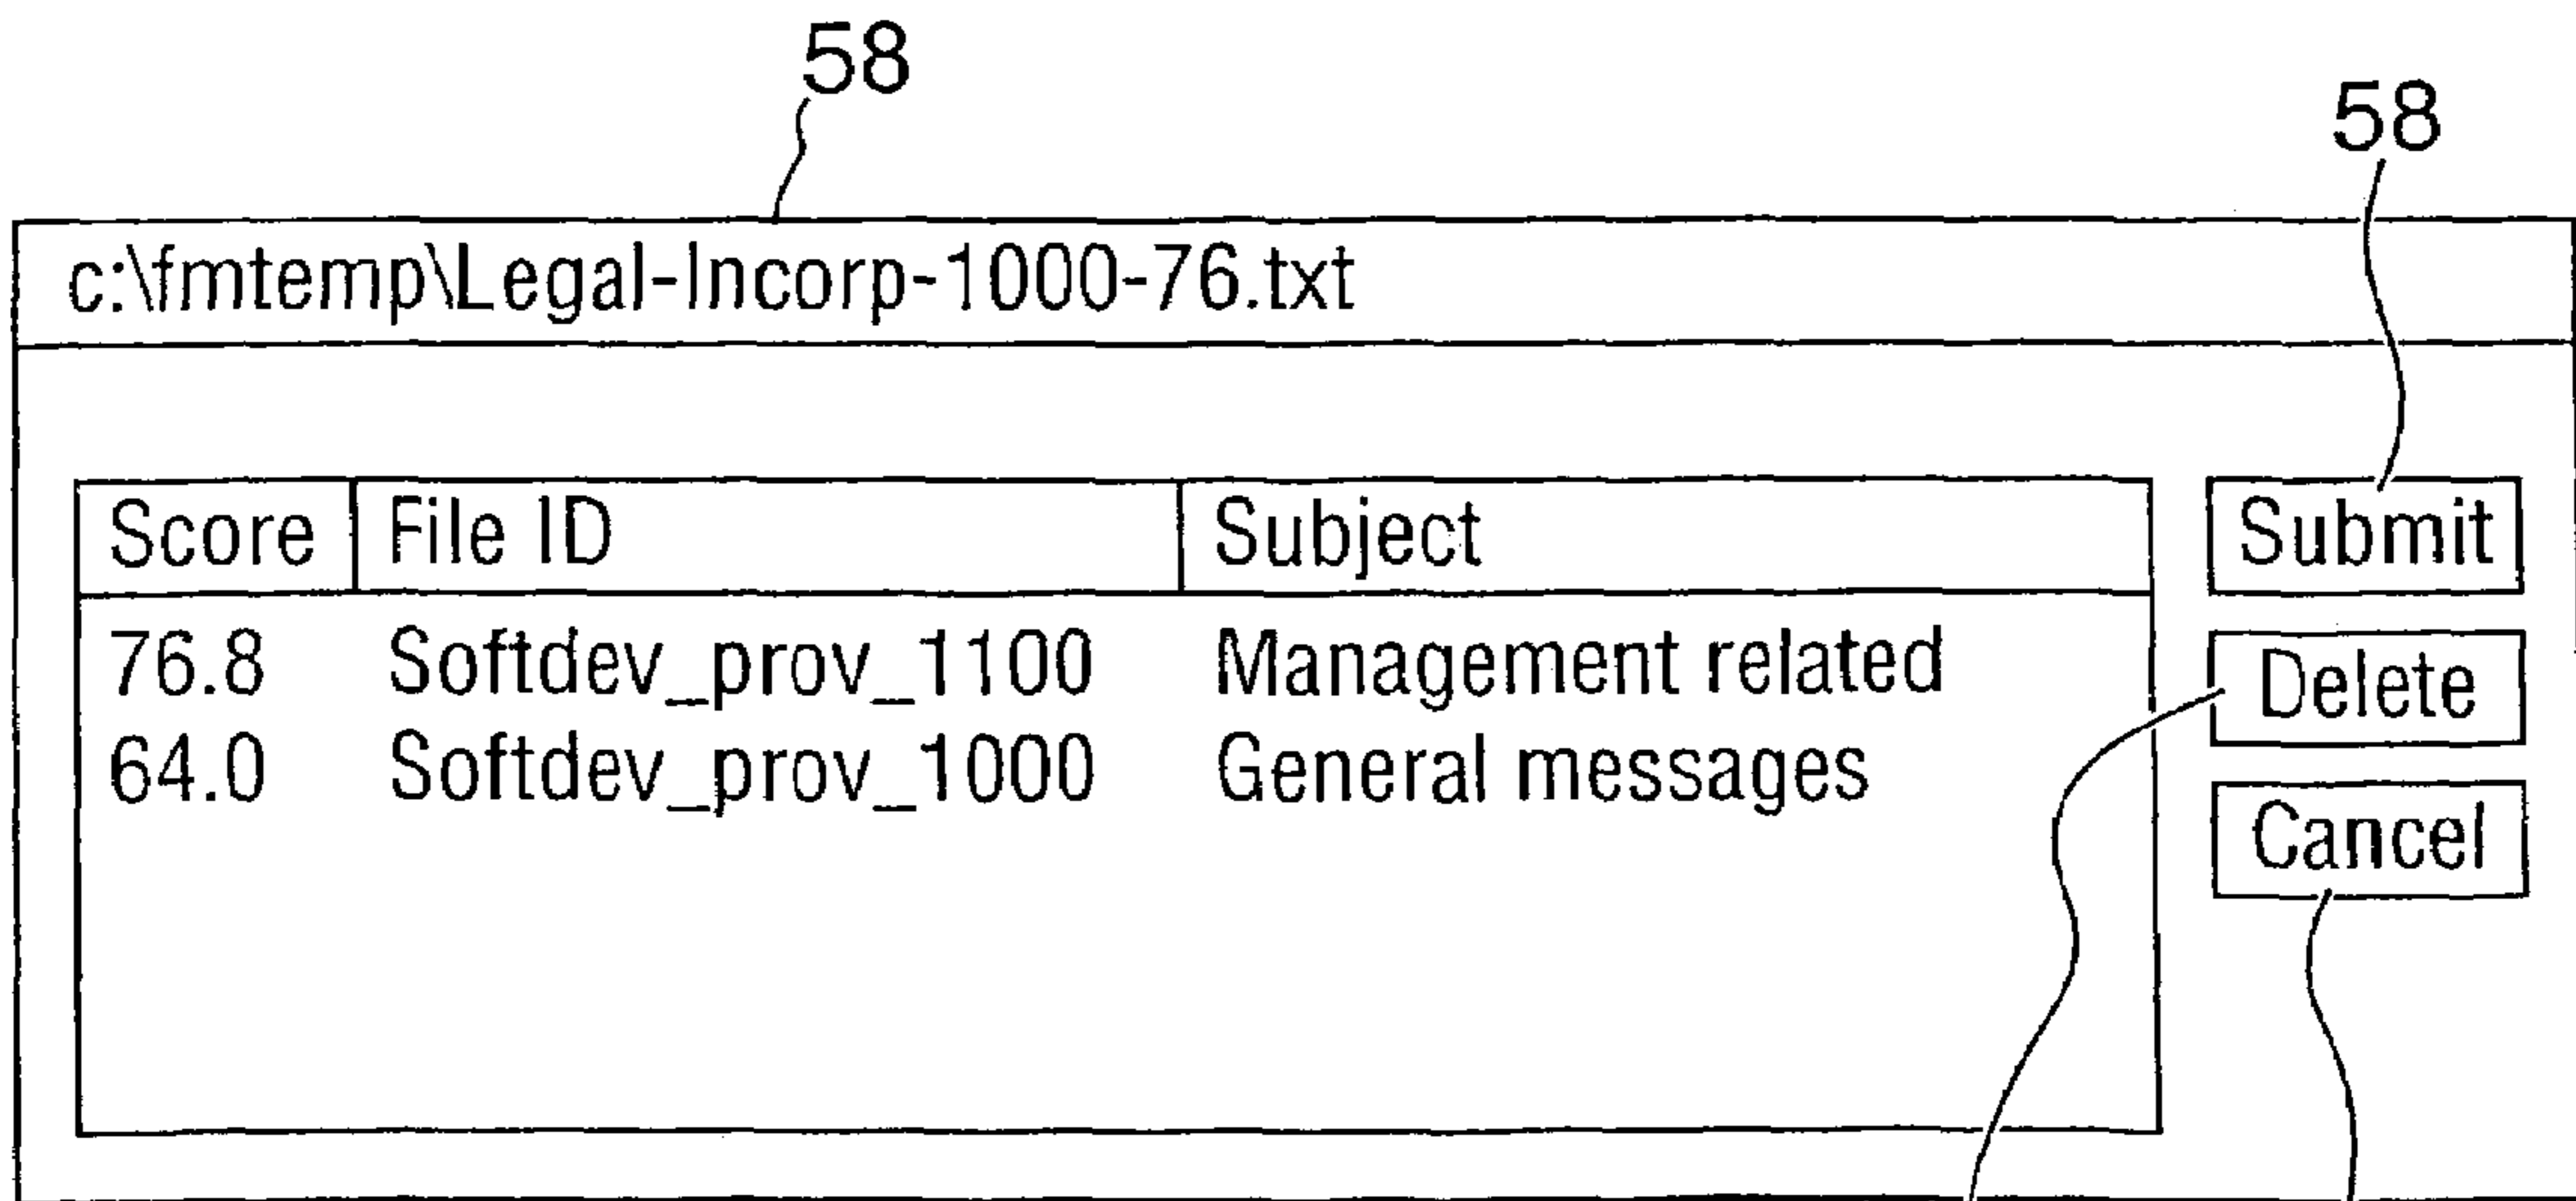 58
58
c:\fmtemp\Legal-Incorp-1000-76.txt
Score File ID Subject Submit
76.8 Softdev_prov_1100 Management related Delete
64.0 Softdev_prov_1000 General messages Cancel